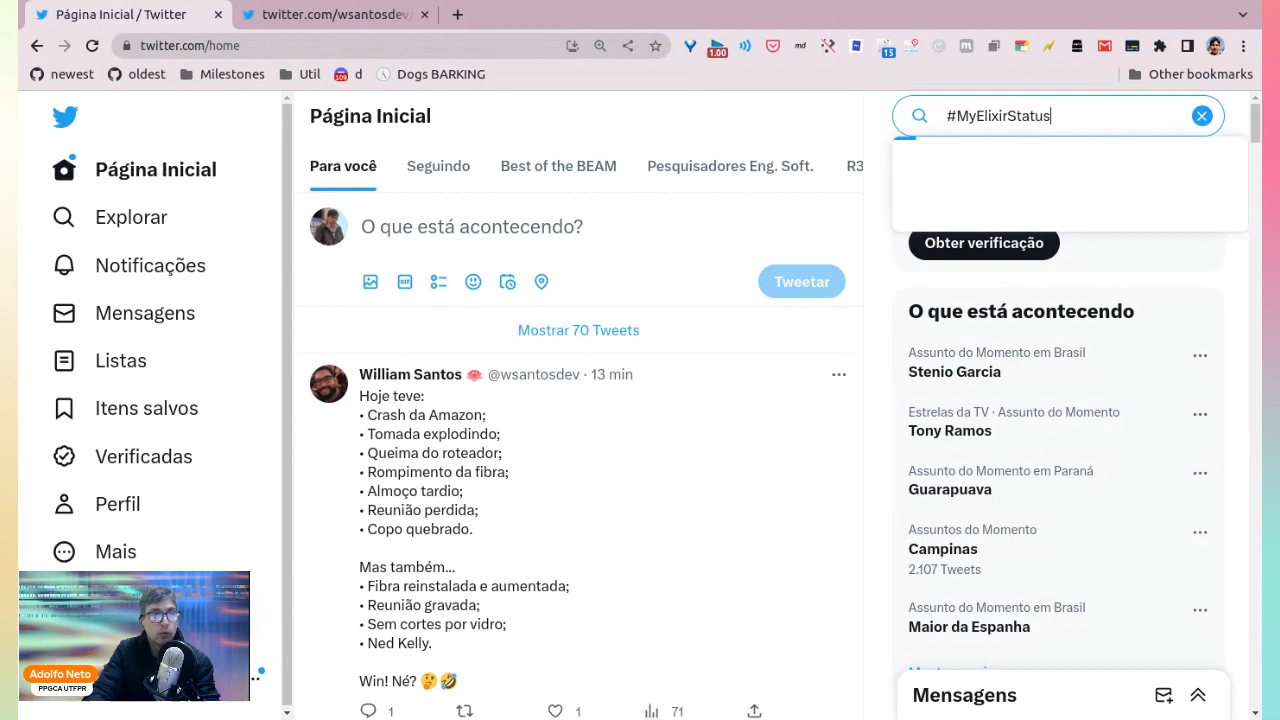 Página Inicial / Twitter
twitter.com/wsantosdev/
twitter.com/home
md
1.00
15
newest
oldest
Milestones
Util
109
d
Dogs BARKING
Other bookmarks
Página Inicial
Explorar
Notificações
Mensagens
Listas
Itens salvos
Verificadas
Perfil
Mais
Adolfo Neto
PPGCA UTFPR
Página Inicial
Para você
Seguindo
Best of the BEAM
Pesquisadores Eng. Soft.
R3
O que está acontecendo?
GIF
Tweetar
Mostrar 70 Tweets
William Santos 🪷 @wsantosdev · 13 min
Hoje teve:
• Crash da Amazon;
• Tomada explodindo;
• Queima do roteador;
• Rompimento da fibra;
• Almoço tardio;
• Reunião perdida;
• Copo quebrado.
Mas também...
• Fibra reinstalada e aumentada;
• Reunião gravada;
• Sem cortes por vidro;
• Ned Kelly.
Win! Né? 🤔🤣
1
1
71
#MyElixirStatus
Obter verificação
O que está acontecendo
Assunto do Momento em Brasil
Stenio Garcia
Estrelas da TV · Assunto do Momento
Tony Ramos
Assunto do Momento em Paraná
Guarapuava
Assuntos do Momento
Campinas
2.107 Tweets
Assunto do Momento em Brasil
Maior da Espanha
Mensagens